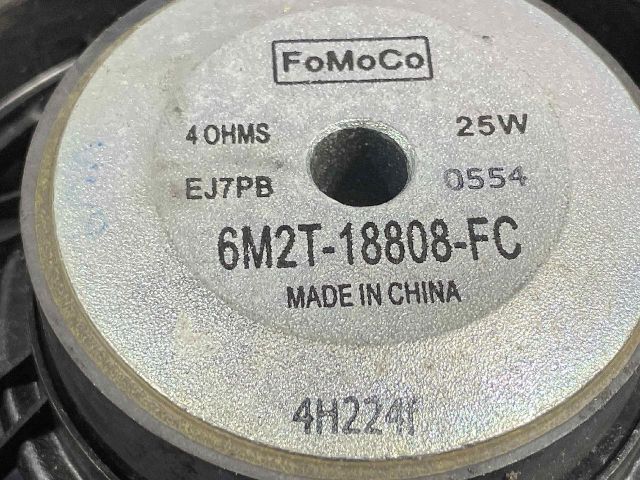 FoMoCo
4 OHMS 25W
EJ7PB 0554
6M2T-18808-FC
MADE IN CHINA